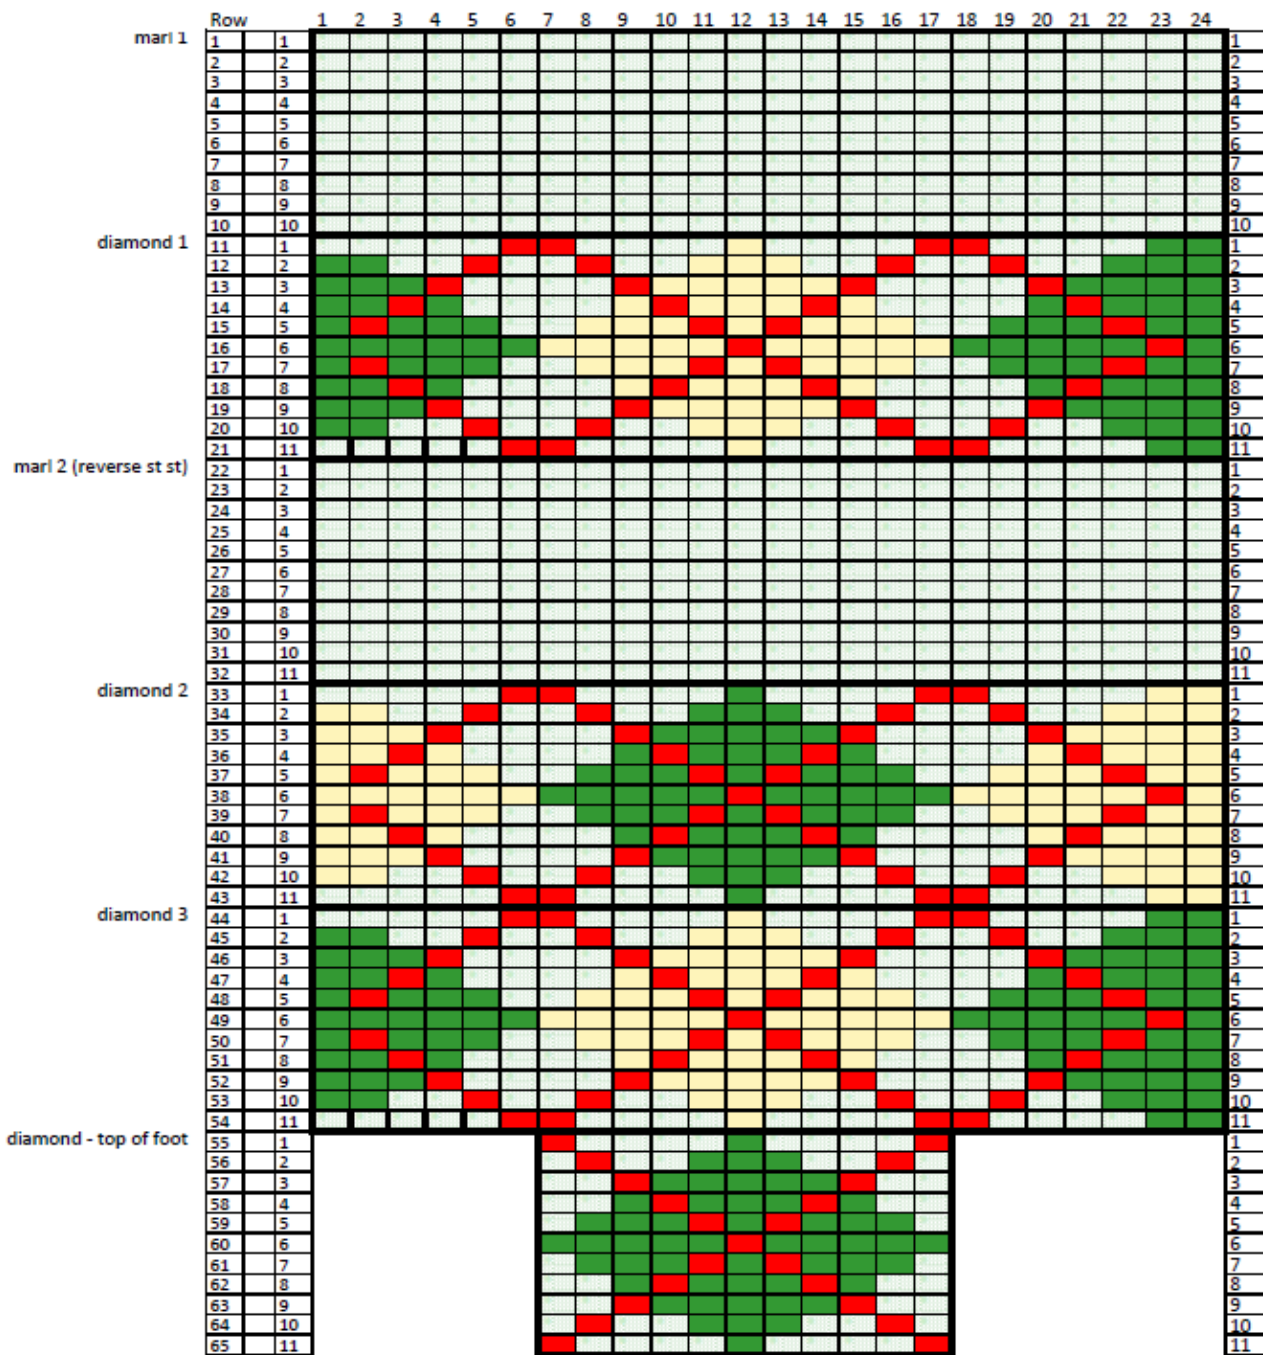 Row 1 2 3 4 5 6 7 8 9 10 11 12 13 14 15 16 17 18 19 20 21 22 23 24
marl 1 1 1 1
2 2 2
3 3 3
4 4 4
5 5 5
6 6 6
7 7 7
8 8 8
9 9 9
10 10 10
diamond 1 11 1 1
12 2 2
13 3 3
14 4 4
15 5 5
16 6 6
17 7 7
18 8 8
19 9 9
20 10 10
21 11 11
marl 2 (reverse st st) 22 1 1
23 2 2
24 3 3
25 4 4
26 5 5
27 6 6
28 7 7
29 8 8
30 9 9
31 10 10
32 11 11
diamond 2 33 1 1
34 2 2
35 3 3
36 4 4
37 5 5
38 6 6
39 7 7
40 8 8
41 9 9
42 10 10
43 11 11
diamond 3 44 1 1
45 2 2
46 3 3
47 4 4
48 5 5
49 6 6
50 7 7
51 8 8
52 9 9
53 10 10
54 11 11
diamond - top of foot 55 1 1
56 2 2
57 3 3
58 4 4
59 5 5
60 6 6
61 7 7
62 8 8
63 9 9
64 10 10
65 11 11